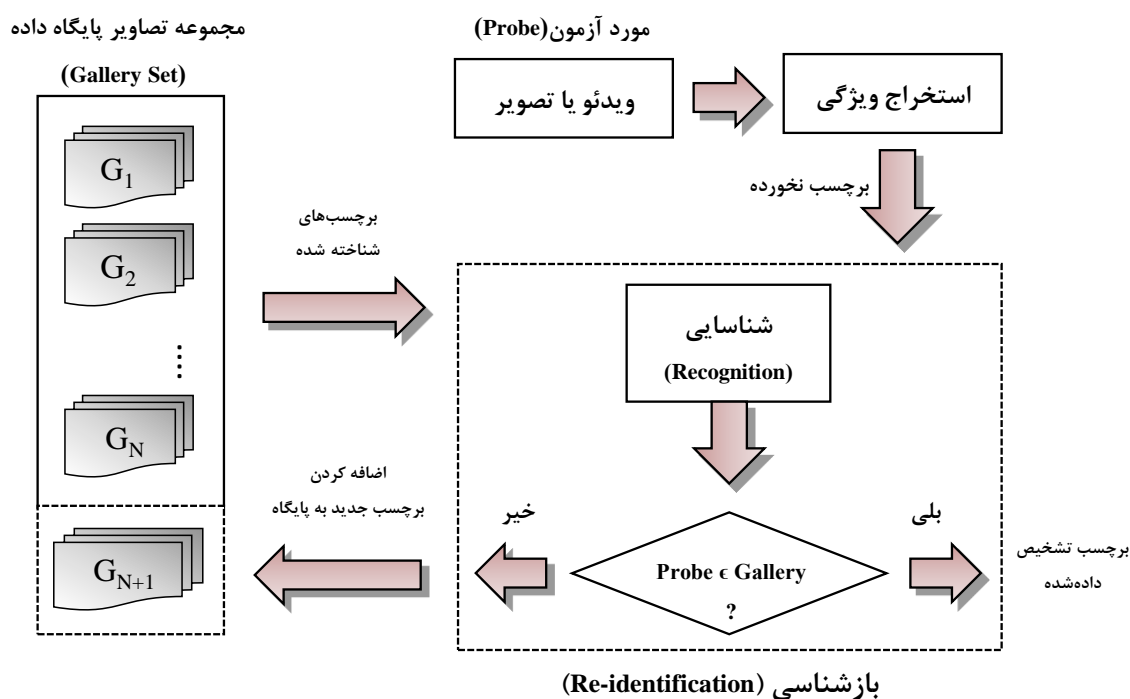 مجموعه تصاویر پایگاه داده
(Gallery Set)
G1
G2
...
GN
GN+1
مورد آزمون(Probe)
ویدئو یا تصویر
استخراج ویژگی
برچسب نخورده
برچسب‌های
شناخته شده
شناسایی
(Recognition)
اضافه کردن
برچسب جدید به پایگاه
خیر
بلی
Probe ϵ Gallery
?
برچسب تشخیص
داده‌شده
بازشناسی (Re-identification)